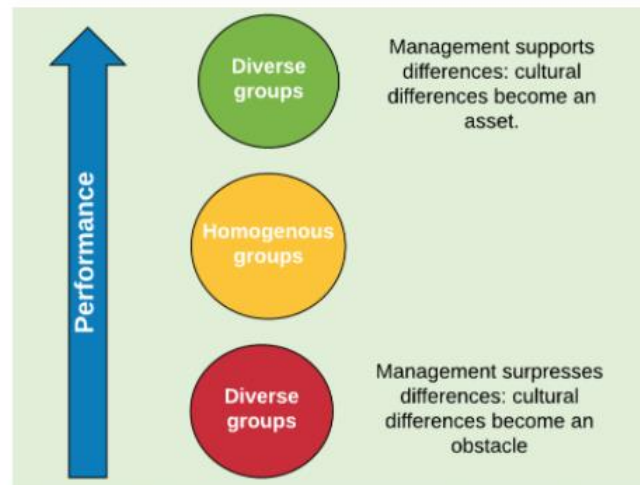 Performance
Diverse
groups
Management supports
differences: cultural
differences become an
asset.
Homogenous
groups
Diverse
groups
Management surpresses
differences: cultural
differences become an
obstacle